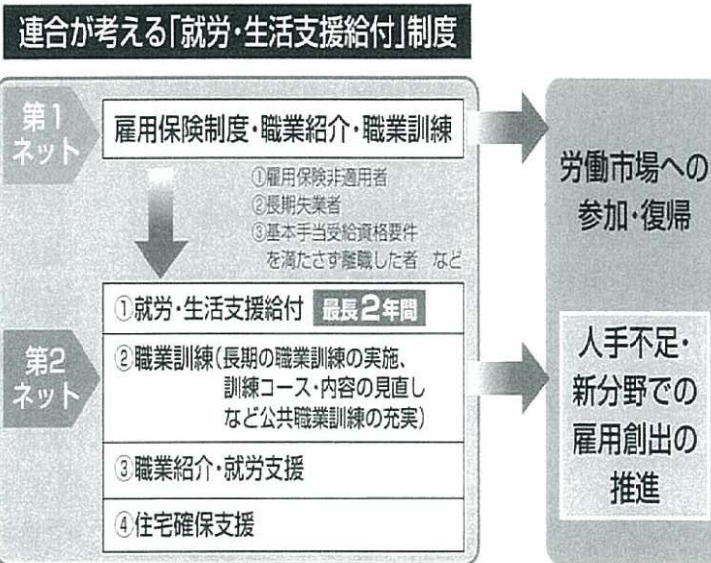 連合が考える「就労・生活支援給付」制度
第1
ネット
雇用保険制度・職業紹介・職業訓練
①雇用保険非適用者
②長期失業者
③基本手当受給資格要件
を満たさず離職した者 など
第2
ネット
①就労・生活支援給付 最長2年間
②職業訓練(長期の職業訓練の実施、
訓練コース・内容の見直し
など公共職業訓練の充実)
③職業紹介・就労支援
④住宅確保支援
労働市場への
参加・復帰
人手不足・
新分野での
雇用創出の
推進